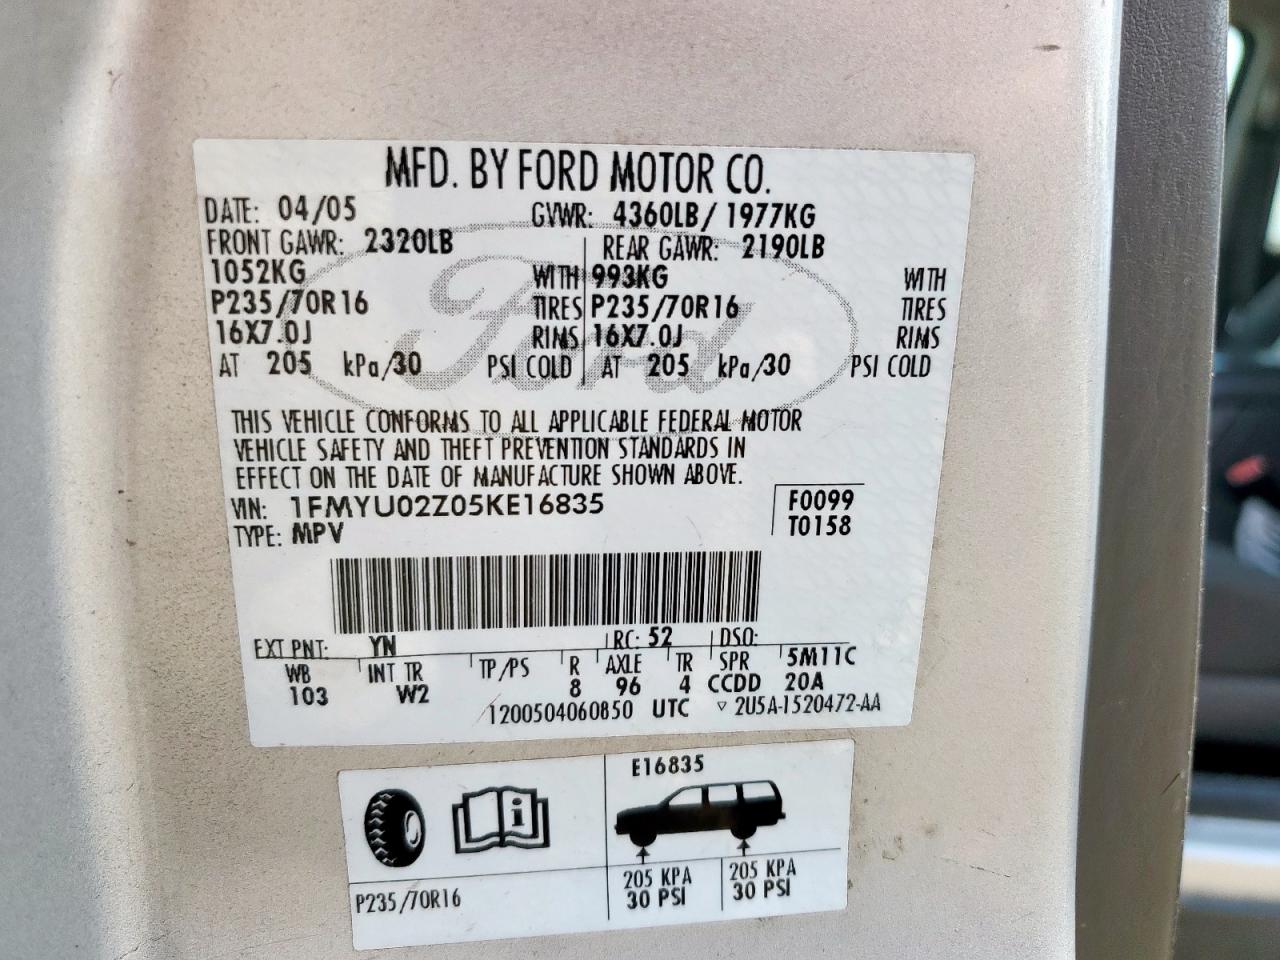 MFD. BY FORD MOTOR CO.
DATE: 04/05 GVWR: 4360LB/1977KG
FRONT GAWR: 2320LB REAR GAWR: 2190LB
1052KG WITH 993KG WITH
P235/70R16 TIRES P235/70R16 TIRES
16X7.0J RIMS 16X7.0J RIMS
AT 205 kPa/30 PSI COLD AT 205 kPa/30 PSI COLD
Ford
THIS VEHICLE CONFORMS TO ALL APPLICABLE FEDERAL MOTOR
VEHICLE SAFETY AND THEFT PREVENTION STANDARDS IN
EFFECT ON THE DATE OF MANUFACTURE SHOWN ABOVE.
VIN: 1FMYU02Z05KE16835 F0099
TYPE: MPV T0158
EXT PNT: YN RC: 52 DSO:
WB INT TR TP/PS R AXLE TR SPR 5M11C
103 W2 8 96 4 CCDD 20A
1200504060850 UTC ▽ 2U5A-1520472-AA
E16835
i
205 KPA 205 KPA
30 PSI 30 PSI
P235/70R16